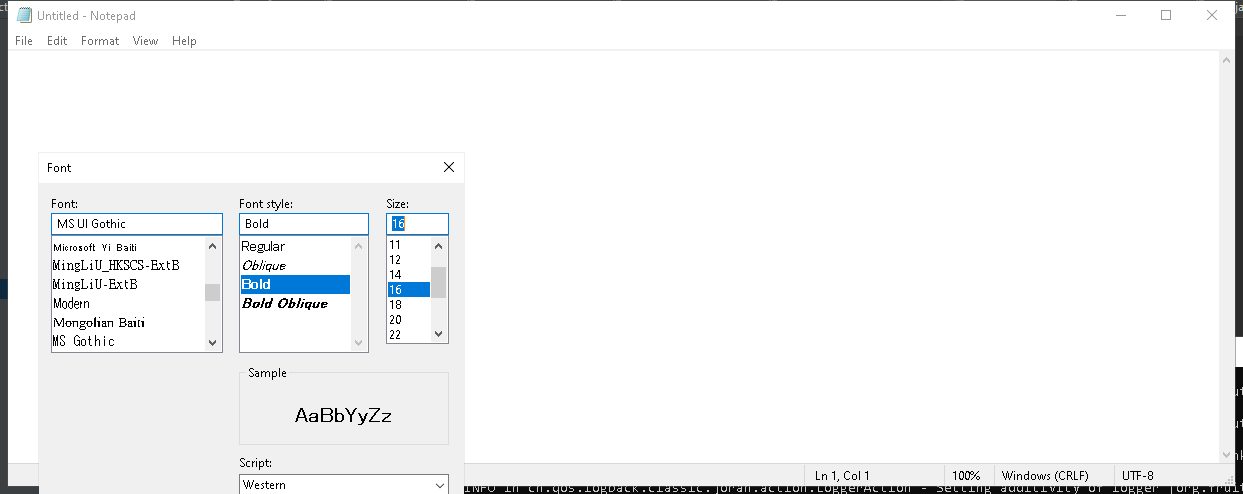 Untitled - Notepad
File Edit Format View Help
Font
Font: Font style: Size:
MS UI Gothic Bold 16
Microsoft Yi Baiti Regular 11
MingLiU_HKSCS-ExtB Oblique 12
MingLiU-ExtB Bold 14
Modern Bold Oblique 16
Mongolian Baiti 18
MS Gothic 20
22
Sample
AaBbYyZz
Script:
Western
Ln 1, Col 1 100% Windows (CRLF) UTF-8
INFO in ch.qos.logback.classic.joran.action.LoggerAction - Setting additivity of logger